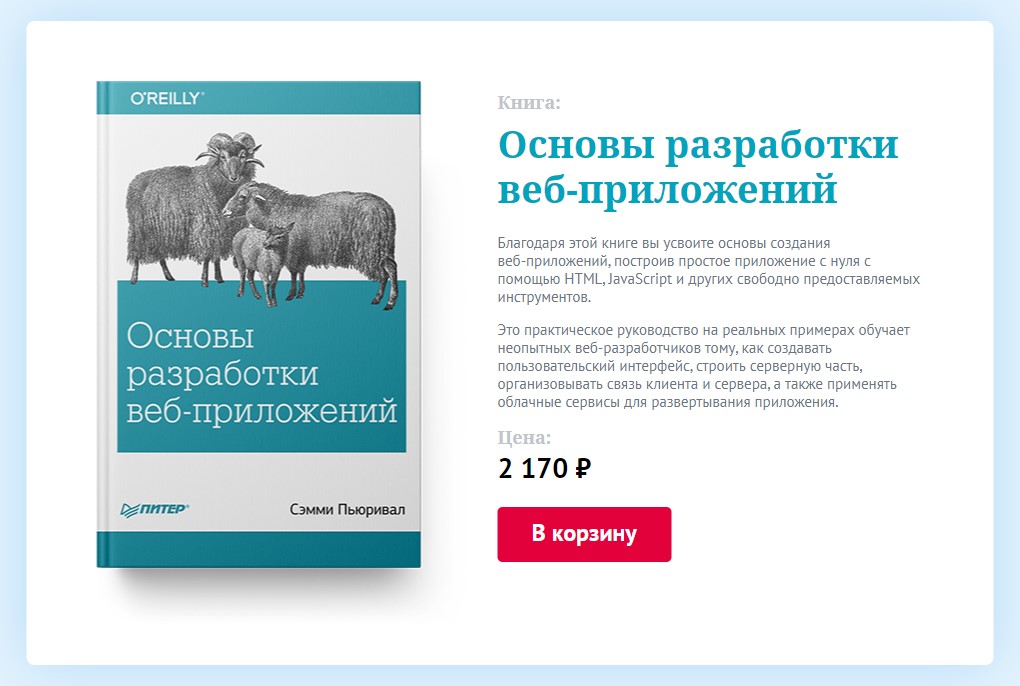 O'REILLY®
Основы
разработки
веб-приложений
ПИТЕР®
Сэмми Пьюривал
Книга:
Основы разработки
веб-приложений
Благодаря этой книге вы усвоите основы создания
веб-приложений, построив простое приложение с нуля с
помощью HTML, JavaScript и других свободно предоставляемых
инструментов.
Это практическое руководство на реальных примерах обучает
неопытных веб-разработчиков тому, как создавать
пользовательский интерфейс, строить серверную часть,
организовывать связь клиента и сервера, а также применять
облачные сервисы для развертывания приложения.
Цена:
2 170 ₽
В корзину